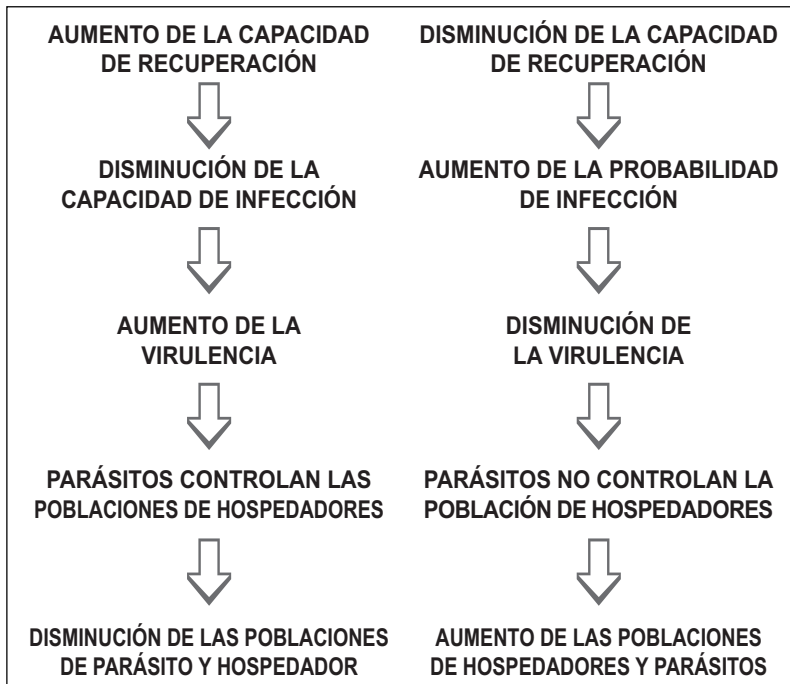 AUMENTO DE LA CAPACIDAD
DE RECUPERACIÓN
DISMINUCIÓN DE LA
CAPACIDAD DE INFECCIÓN
AUMENTO DE LA
VIRULENCIA
PARÁSITOS CONTROLAN LAS
POBLACIONES DE HOSPEDADORES
DISMINUCIÓN DE LAS POBLACIONES
DE PARÁSITO Y HOSPEDADOR
DISMINUCIÓN DE LA CAPACIDAD
DE RECUPERACIÓN
AUMENTO DE LA PROBABILIDAD
DE INFECCIÓN
DISMINUCIÓN DE
LA VIRULENCIA
PARÁSITOS NO CONTROLAN LA
POBLACIÓN DE HOSPEDADORES
AUMENTO DE LAS POBLACIONES
DE HOSPEDADORES Y PARÁSITOS